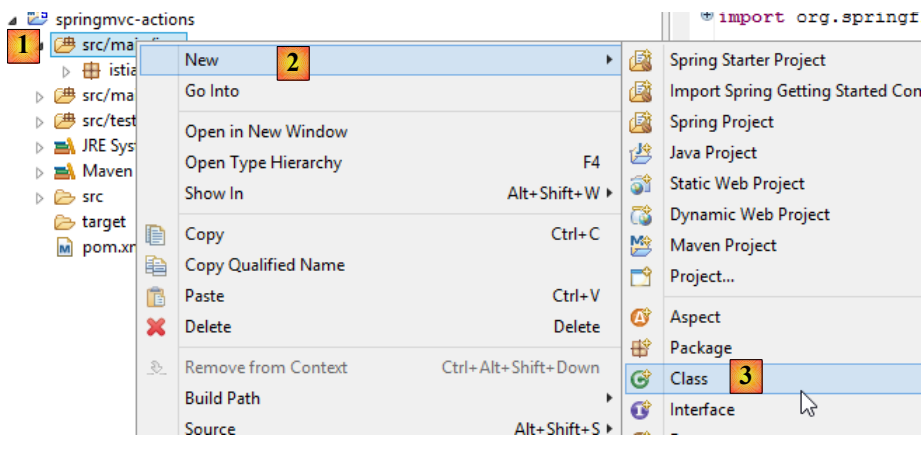 springmvc-actions
import org.springf
1
src/mai
New
2
Spring Starter Project
istia
Go Into
Import Spring Getting Started Con
src/mai
Spring Project
src/test
Open in New Window
Java Project
JRE Sys
Open Type Hierarchy F4
Static Web Project
Maven
Show In Alt+Shift+W
Dynamic Web Project
src
Maven Project
target
Copy Ctrl+C
Project...
pom.xm
Copy Qualified Name
Paste Ctrl+V
Aspect
Delete Delete
Package
Remove from Context Ctrl+Alt+Shift+Down
Class
3
Build Path
Interface
Source Alt+Shift+S